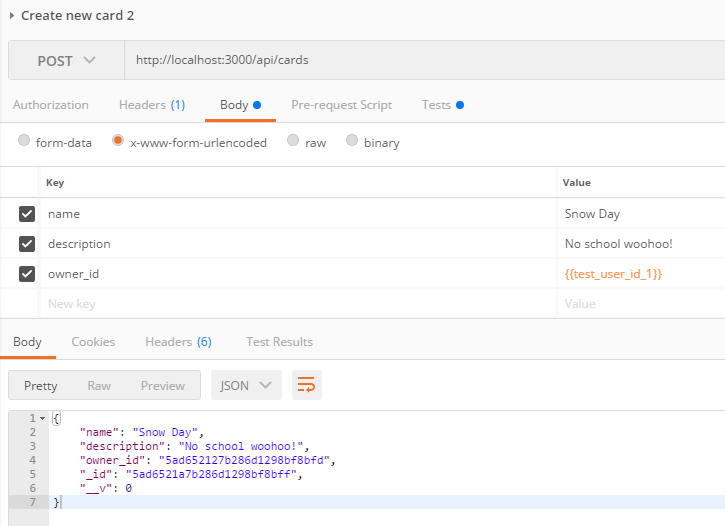 Create new card 2
POST http://localhost:3000/api/cards
Authorization Headers (1) Body Pre-request Script Tests
form-data x-www-form-urlencoded raw binary
Key Value
name Snow Day
description No school woohoo!
owner_id {{test_user_id_1}}
New key Value
Body Cookies Headers (6) Test Results
Pretty Raw Preview JSON
1 {
2 "name": "Snow Day",
3 "description": "No school woohoo!",
4 "owner_id": "5ad652127b286d1298bf8bfd",
5 "_id": "5ad6521a7b286d1298bf8bff",
6 "__v": 0
7 }